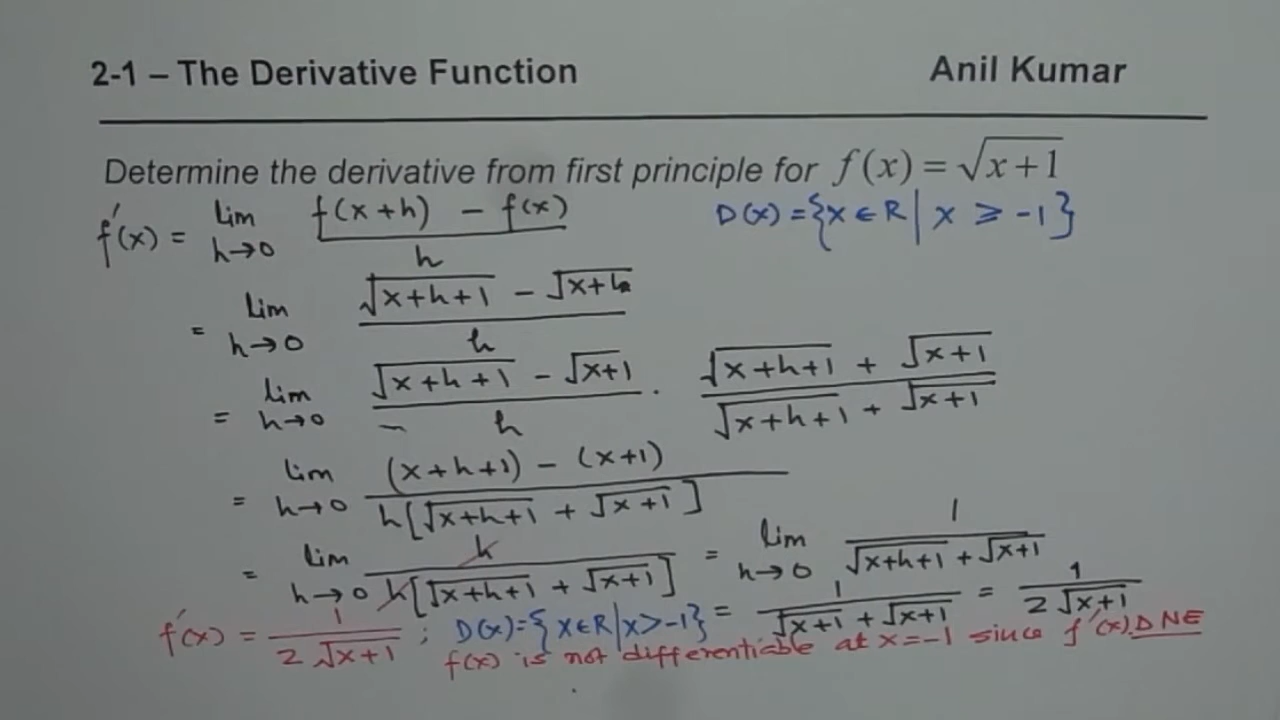 2-1 – The Derivative Function Anil Kumar
Determine the derivative from first principle for f(x) = √(x+1)
f'(x) = lim h→0 (f(x+h) − f(x))/h D(x) = {x∈R | x ≥ -1}
= lim h→0 (√(x+h+1) − √(x+1))/h
= lim h→0 (√(x+h+1) − √(x+1))/h · (√(x+h+1) + √(x+1))/(√(x+h+1) + √(x+1))
= lim h→0 ((x+h+1) − (x+1))/(h[√(x+h+1) + √(x+1)])
= lim h→0 h/(h[√(x+h+1) + √(x+1)]) = lim h→0 1/(√(x+h+1) + √(x+1))
= 1/(√(x+1) + √(x+1)) = 1/(2√(x+1))
f'(x) = 1/(2√(x+1)) ; D(x) = {x∈R | x > -1}
f(x) is not differentiable at x = -1 since f'(x) DNE